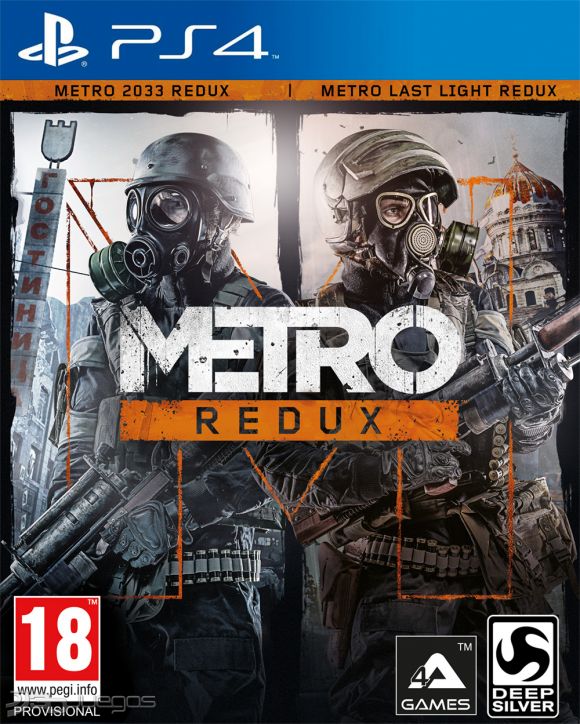 PS4
METRO 2033 REDUX | METRO LAST LIGHT REDUX
ГОСТИНИ
METRO
REDUX
18
www.pegi.info
PROVISIONAL
4A
GAMES
DEEP
SILVER